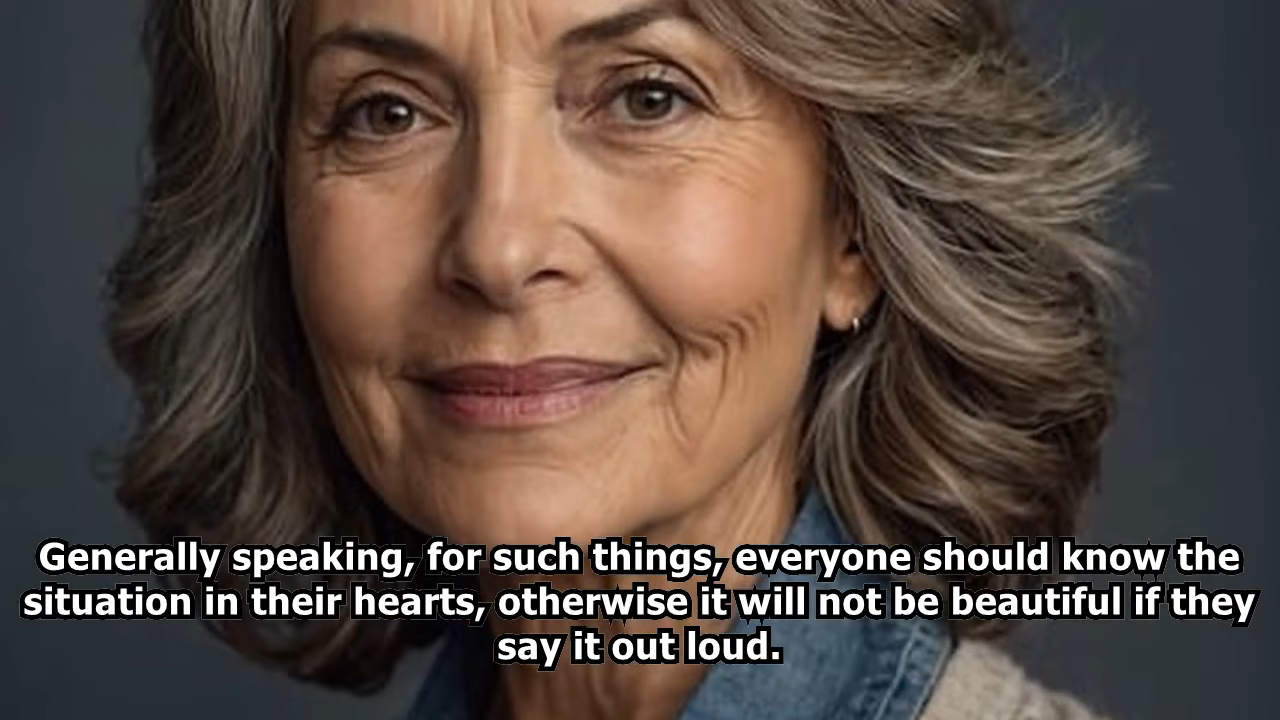 Generally speaking, for such things, everyone should know the
situation in their hearts, otherwise it will not be beautiful if they
say it out loud.